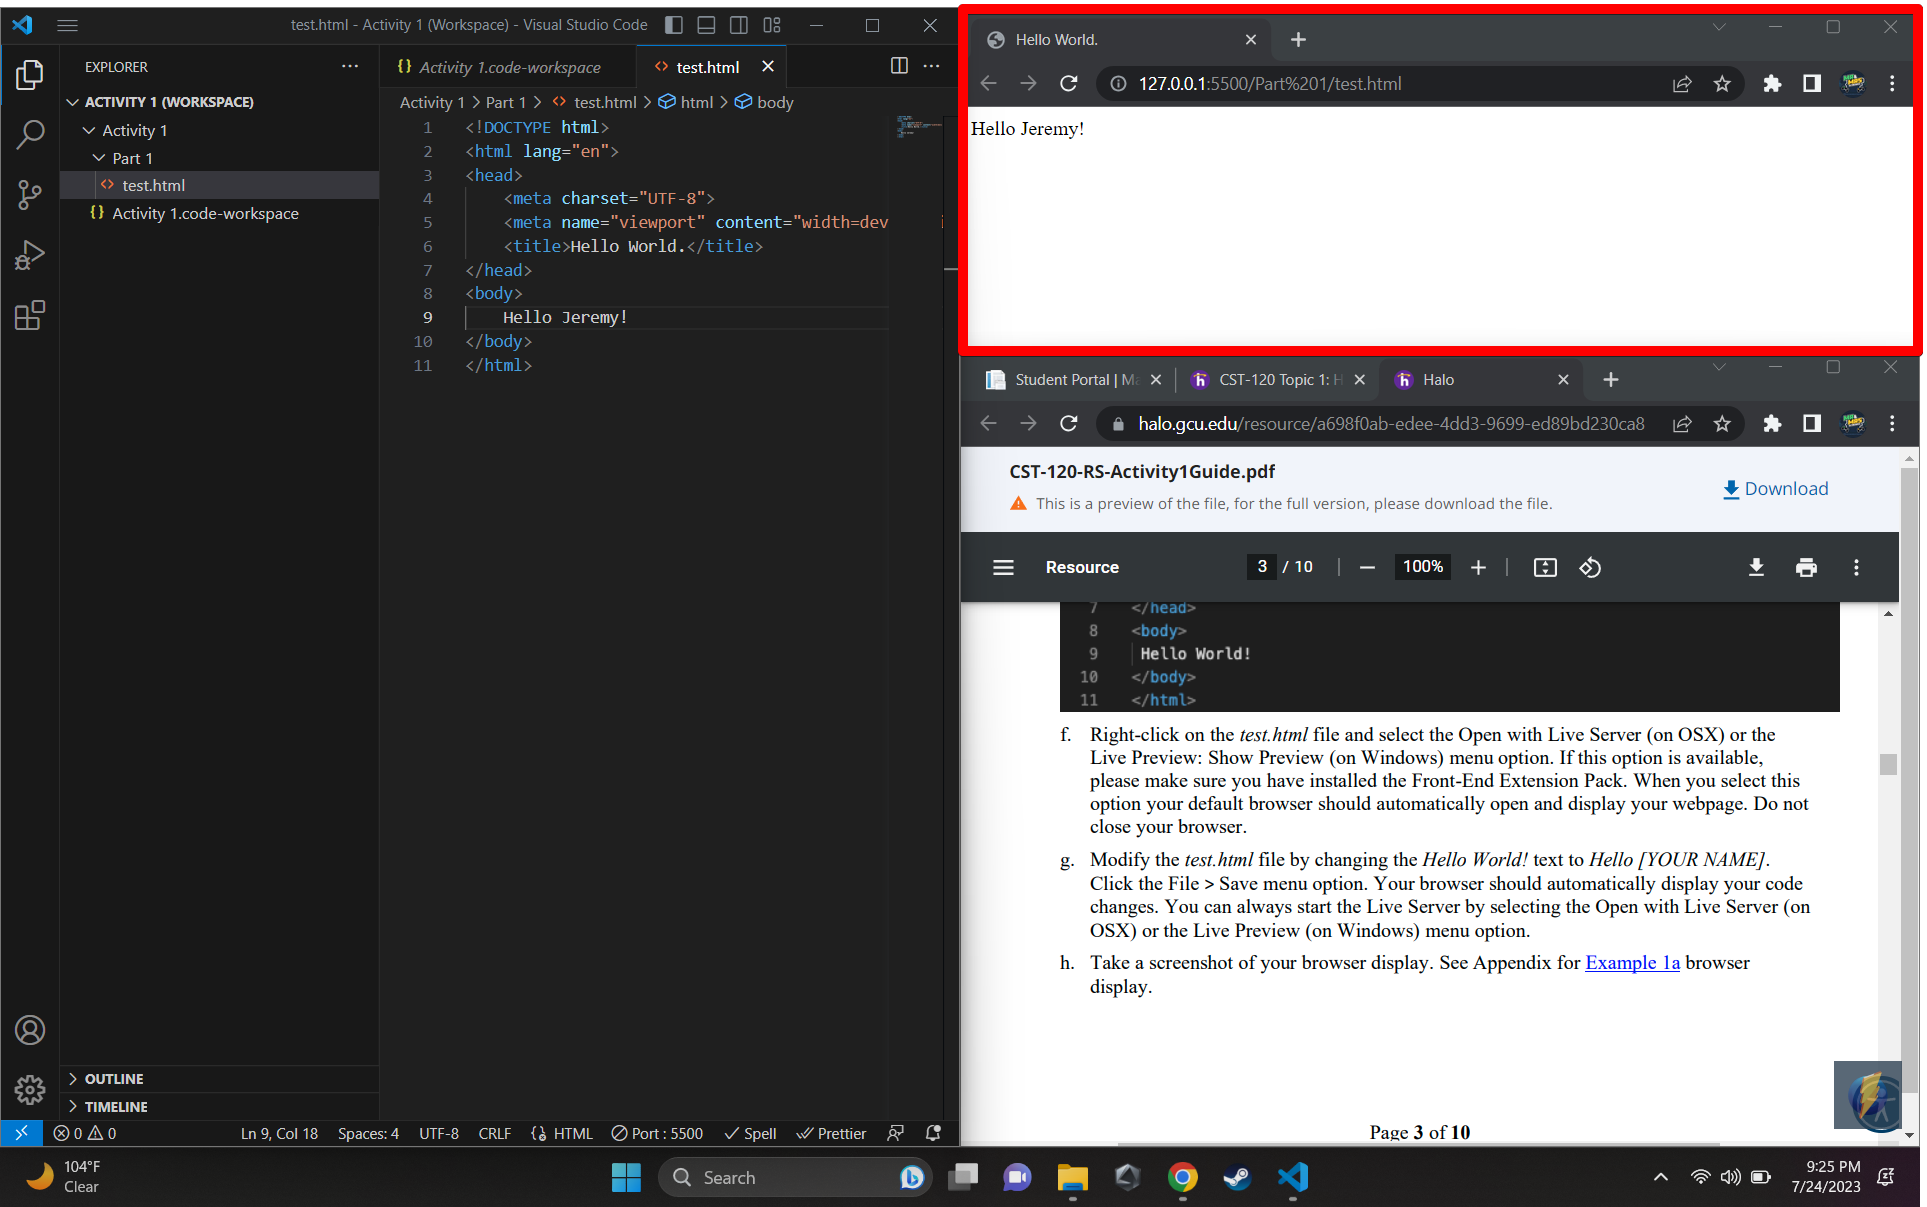 test.html - Activity 1 (Workspace) - Visual Studio Code
EXPLORER
ACTIVITY 1 (WORKSPACE)
Activity 1
Part 1
test.html
Activity 1.code-workspace
OUTLINE
TIMELINE
Activity 1.code-workspace
test.html
Activity 1 > Part 1 > test.html > html > body
1 <!DOCTYPE html>
2 <html lang="en">
3 <head>
4 <meta charset="UTF-8">
5 <meta name="viewport" content="width=dev
6 <title>Hello World.</title>
7 </head>
8 <body>
9 Hello Jeremy!
10 </body>
11 </html>
0 0 Ln 9, Col 18 Spaces: 4 UTF-8 CRLF HTML Port : 5500 Spell Prettier
Hello World.
127.0.0.1:5500/Part%201/test.html
Hello Jeremy!
Student Portal | Ma
CST-120 Topic 1: H
Halo
halo.gcu.edu/resource/a698f0ab-edee-4dd3-9699-ed89bd230ca8
CST-120-RS-Activity1Guide.pdf
This is a preview of the file, for the full version, please download the file.
Download
Resource 3 / 10 100%
7 </head>
8 <body>
9 Hello World!
10 </body>
11 </html>
f. Right-click on the test.html file and select the Open with Live Server (on OSX) or the
Live Preview: Show Preview (on Windows) menu option. If this option is available,
please make sure you have installed the Front-End Extension Pack. When you select this
option your default browser should automatically open and display your webpage. Do not
close your browser.
g. Modify the test.html file by changing the Hello World! text to Hello [YOUR NAME].
Click the File > Save menu option. Your browser should automatically display your code
changes. You can always start the Live Server by selecting the Open with Live Server (on
OSX) or the Live Preview (on Windows) menu option.
h. Take a screenshot of your browser display. See Appendix for Example 1a browser
display.
Page 3 of 10
104°F
Clear
Search
9:25 PM
7/24/2023